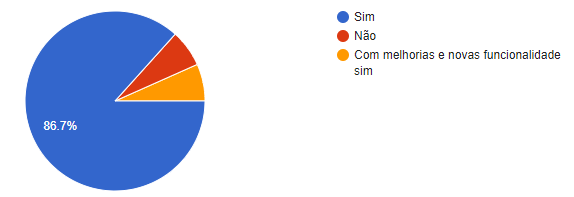 Sim
Não
Com melhorias e novas funcionalidade
sim
86.7%